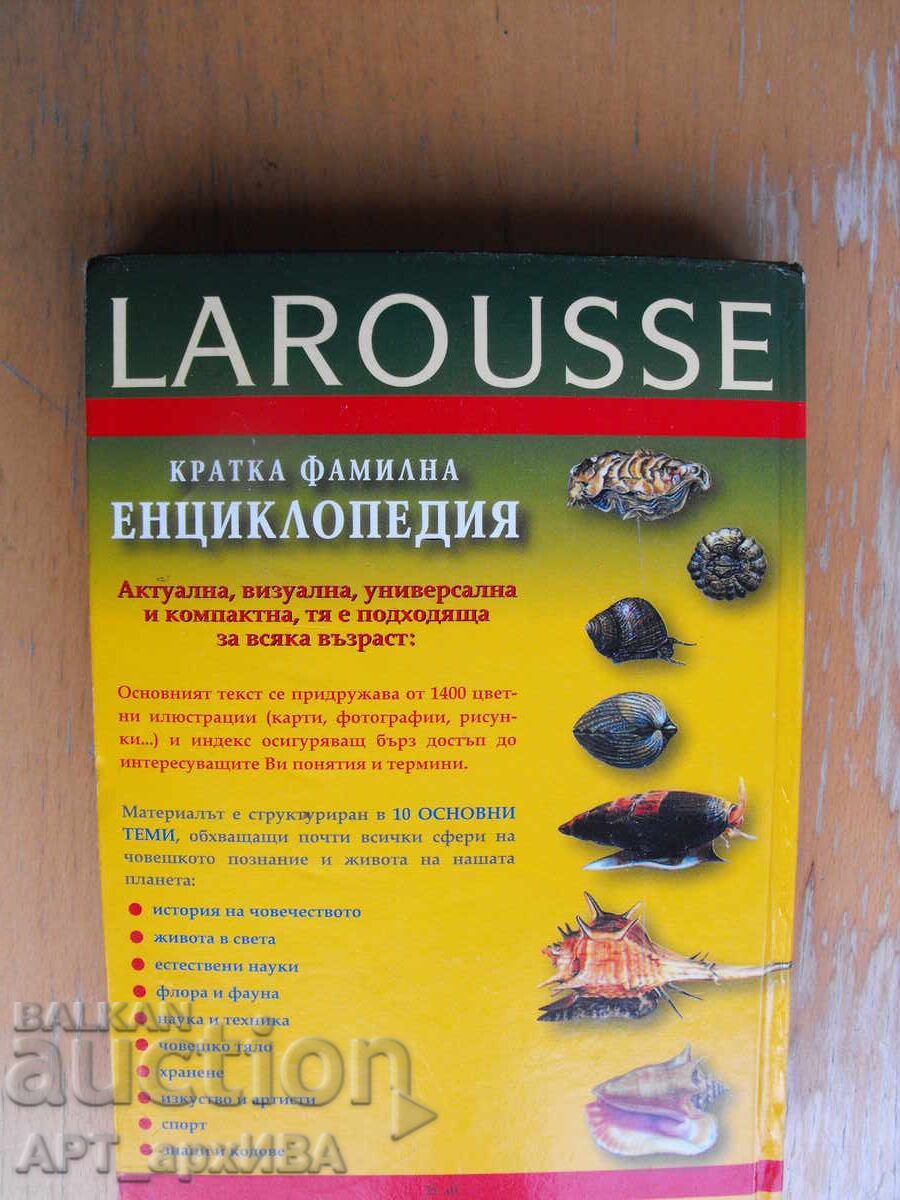 LAROUSSE
КРАТКА ФАМИЛНА
ЕНЦИКЛОПЕДИЯ
Актуална, визуална, универсална
и компактна, тя е подходяща
за всяка възраст:
Основният текст се придружава от 1400 цвет-
ни илюстрации (карти, фотографии, рисун-
ки...) и индекс осигуряващ бърз достъп до
интересуващите Ви понятия и термини.
Материалът е структуриран в 10 ОСНОВНИ
ТЕМИ, обхващащи почти всички сфери на
човешкото познание и живота на нашата
планета:
история на човечеството
живота в света
естествени науки
флора и фауна
наука и техника
човешко тяло
хранене
изкуство и артисти
спорт
знаци и кодове
BALKAN
auction
АРТ_архИВА